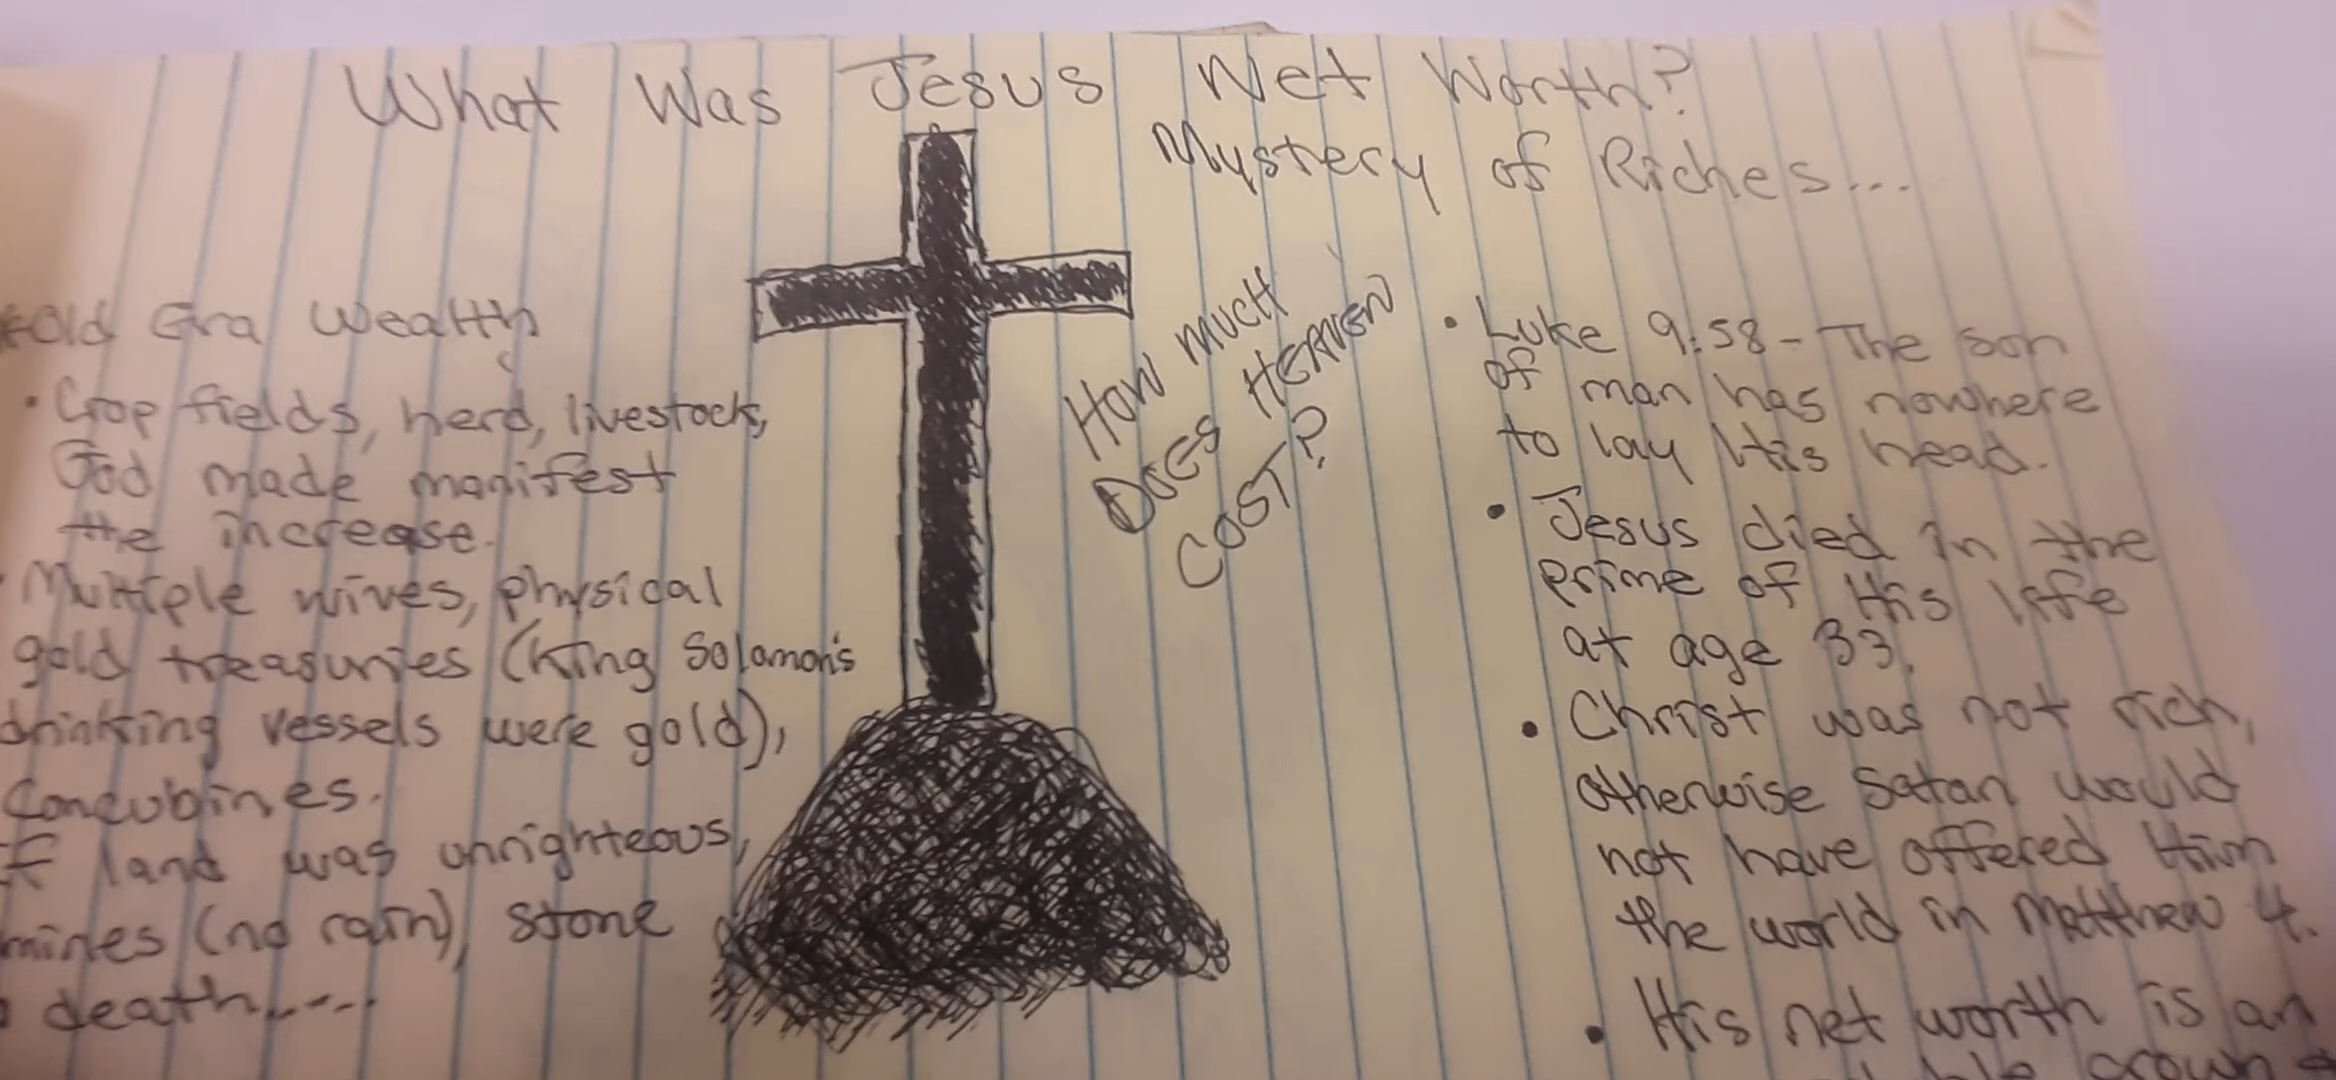 What Was Jesus Net Worth?
Mystery of Riches...
Old Era Wealth
• Crop fields, herd, livestock,
God made manifest
the increase.
Multiple wives, physical
gold treasuries (King Solomon's
drinking vessels were gold),
Concubines.
If land was unrighteous,
mines (no rain), stone
death.....
HOW MUCH
DOES HEAVEN
COST?
• Luke 9:58 - The son
of man has nowhere
to lay His head.
• Jesus died in the
prime of His life
at age 33.
• Christ was not rich,
otherwise Satan would
not have offered Him
the world in Matthew 4.
• His net worth is an
crown